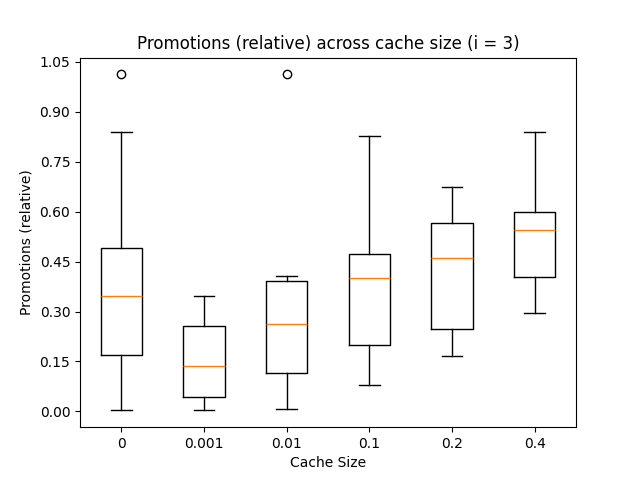 Promotions (relative) across cache size (i = 3)
1.05
0.90
0.75
0.60
0.45
0.30
0.15
0.00
Promotions (relative)
0 0.001 0.01 0.1 0.2 0.4
Cache Size